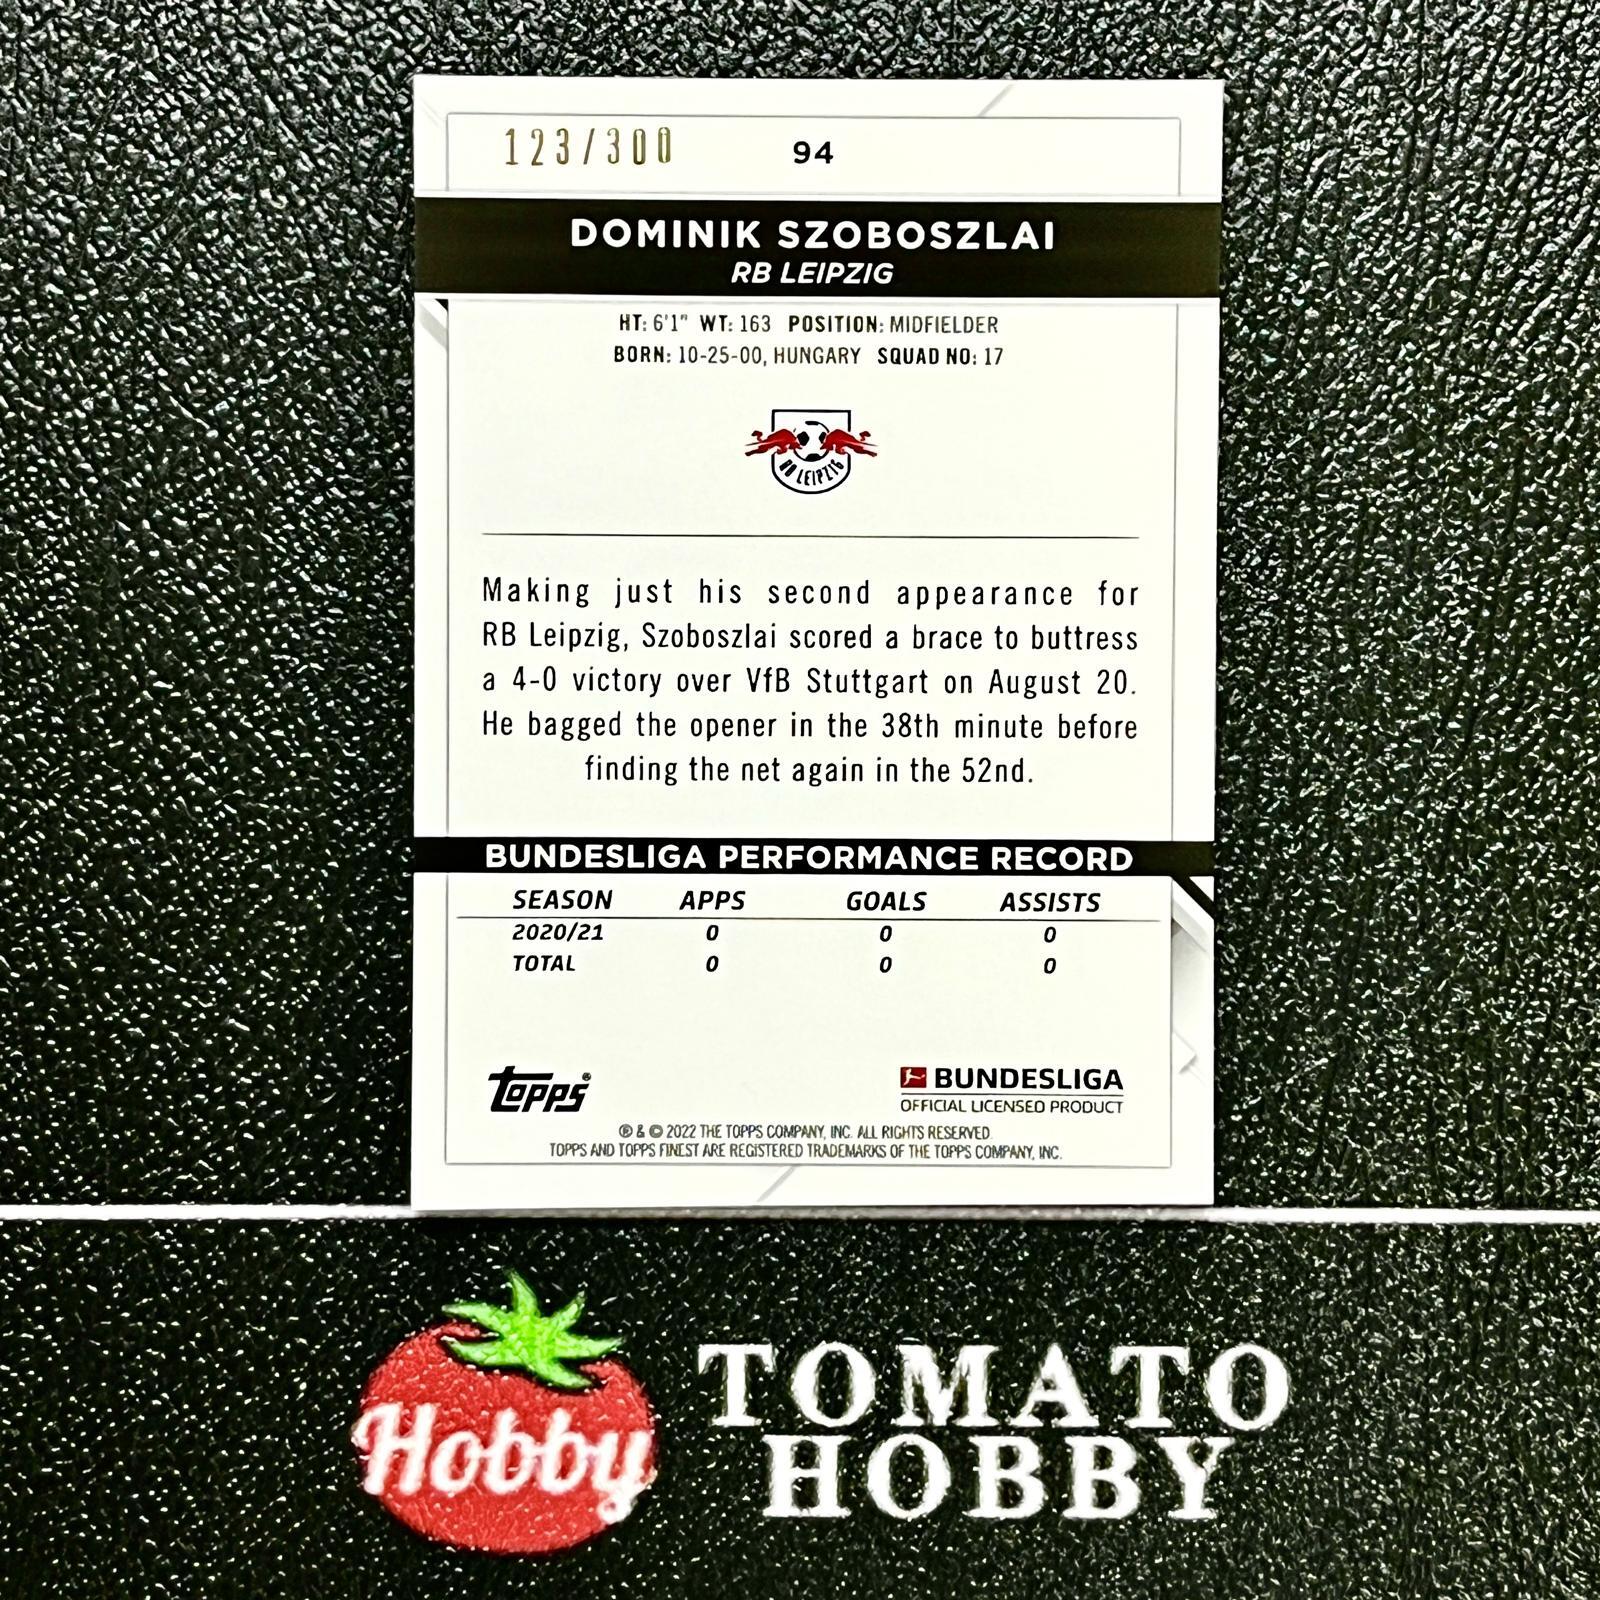 123/300 94
DOMINIK SZOBOSZLAI
RB LEIPZIG
HT: 6'1" WT: 163 POSITION: MIDFIELDER
BORN: 10-25-00, HUNGARY SQUAD NO: 17
RB LEIPZIG
Making just his second appearance for
RB Leipzig, Szoboszlai scored a brace to buttress
a 4-0 victory over VfB Stuttgart on August 20.
He bagged the opener in the 38th minute before
finding the net again in the 52nd.
BUNDESLIGA PERFORMANCE RECORD
SEASON APPS GOALS ASSISTS
2020/21 0 0 0
TOTAL 0 0 0
topps®
BUNDESLIGA
OFFICIAL LICENSED PRODUCT
® & © 2022 THE TOPPS COMPANY, INC. ALL RIGHTS RESERVED.
TOPPS AND TOPPS FINEST ARE REGISTERED TRADEMARKS OF THE TOPPS COMPANY, INC.
Hobby
TOMATO
HOBBY